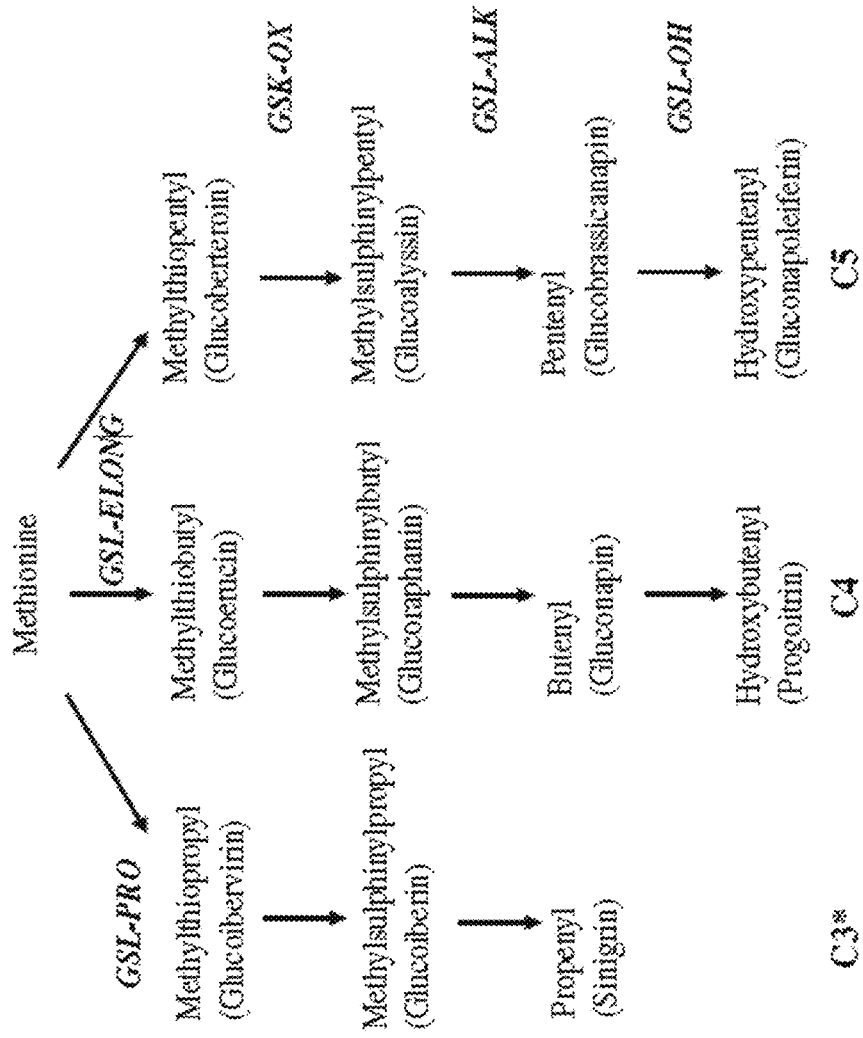 Methionine
GSL-PRO
GSL-ELONG
Methylthiopropyl
(Glucoibervirin)
Methylthiobutyl
(Glucoerucin)
Methylthiopentyl
(Glucoberteroin)
GSK-OX
Methylsulphinylpropyl
(Glucoiberin)
Methylsulphinylbutyl
(Glucoraphanin)
Methylsulphinylpentyl
(Glucoalyssin)
GSL-ALK
Propenyl
(Sinigrin)
Butenyl
(Gluconapin)
Pentenyl
(Glucobrassicanapin)
GSL-OH
Hydroxybutenyl
(Progoitrin)
Hydroxypentenyl
(Gluconapoleiferin)
C3*
C4
C5